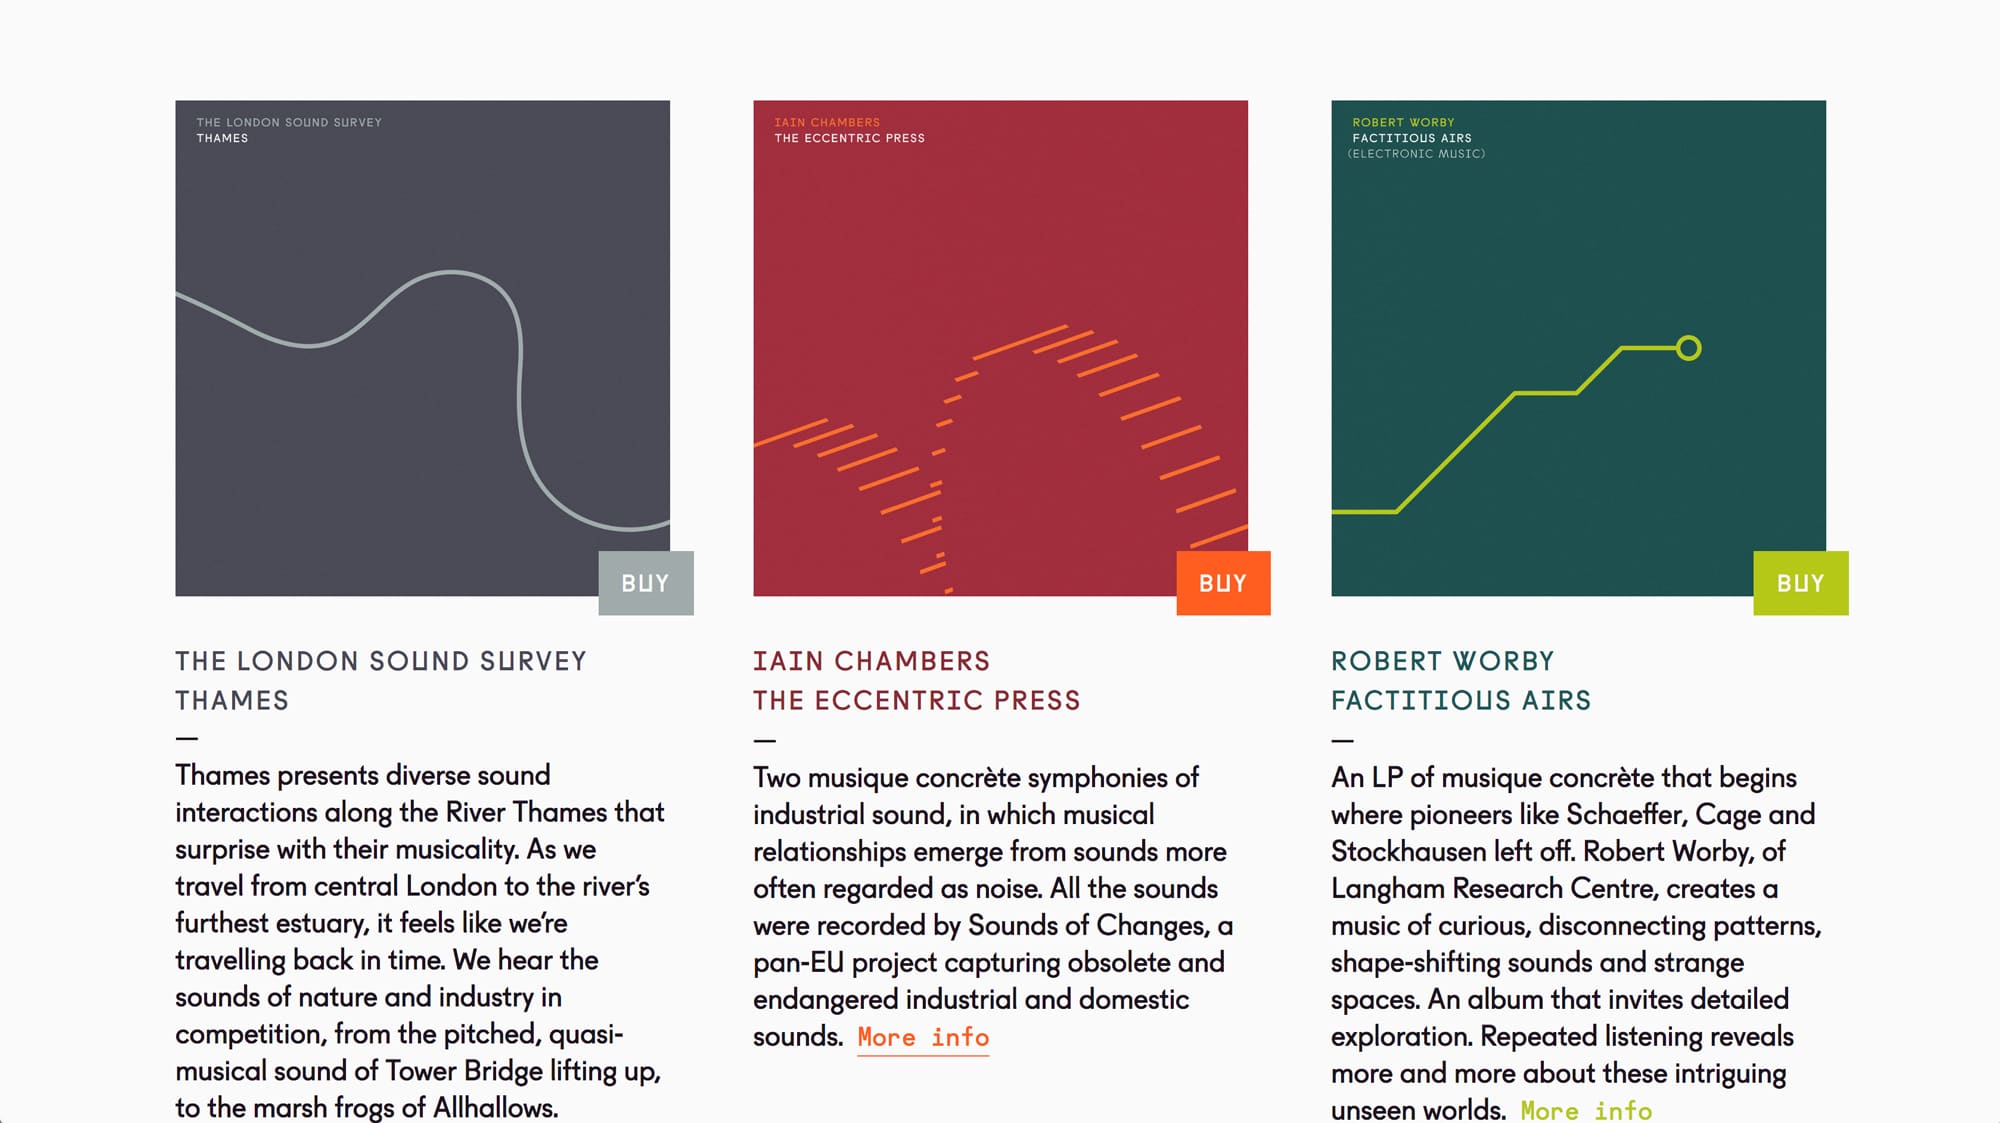 THE LONDON SOUND SURVEY
THAMES
IAIN CHAMBERS
THE ECCENTRIC PRESS
ROBERT WORBY
FACTITIOUS AIRS
(ELECTRONIC MUSIC)
BUY
BUY
BUY
THE LONDON SOUND SURVEY
THAMES
—
Thames presents diverse sound
interactions along the River Thames that
surprise with their musicality. As we
travel from central London to the river’s
furthest estuary, it feels like we’re
travelling back in time. We hear the
sounds of nature and industry in
competition, from the pitched, quasi-
musical sound of Tower Bridge lifting up,
to the marsh frogs of Allhallows.
IAIN CHAMBERS
THE ECCENTRIC PRESS
—
Two musique concrète symphonies of
industrial sound, in which musical
relationships emerge from sounds more
often regarded as noise. All the sounds
were recorded by Sounds of Changes, a
pan-EU project capturing obsolete and
endangered industrial and domestic
sounds. More info
ROBERT WORBY
FACTITIOUS AIRS
—
An LP of musique concrète that begins
where pioneers like Schaeffer, Cage and
Stockhausen left off. Robert Worby, of
Langham Research Centre, creates a
music of curious, disconnecting patterns,
shape-shifting sounds and strange
spaces. An album that invites detailed
exploration. Repeated listening reveals
more and more about these intriguing
unseen worlds. More info